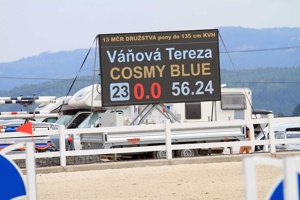 13 MČR DRUŽSTVA pony do 135 cm KVH
Váňová Tereza
COSMY BLUE
23 0.0 56.24